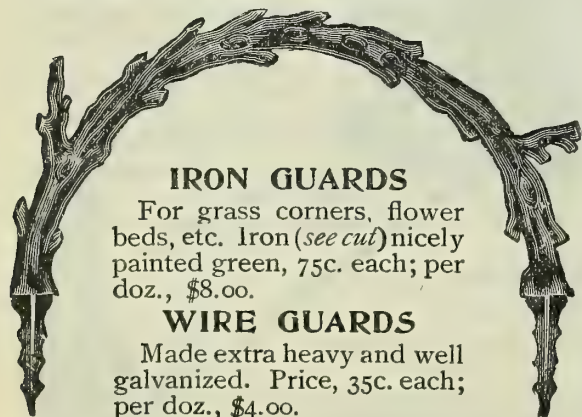 IRON GUARDS
For grass corners, flower
beds, etc. Iron (see cut) nicely
painted green, 75c. each; per
doz., $8.00.
WIRE GUARDS
Made extra heavy and well
galvanized. Price, 35c. each;
per doz., $4.00.